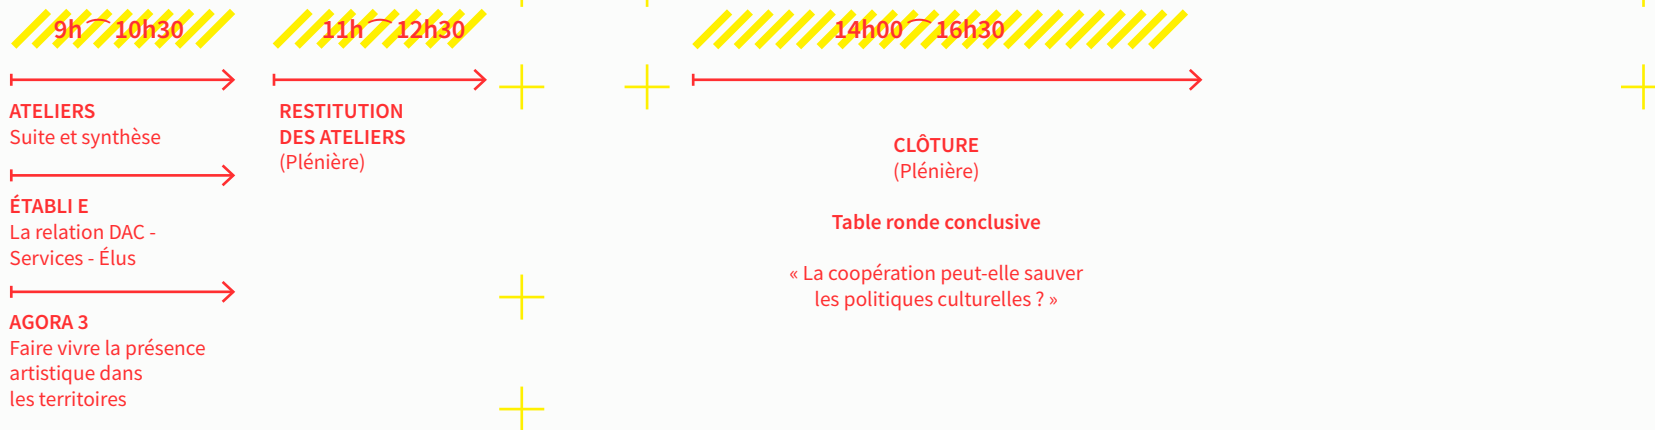 9h⁀10h30
ATELIERS
Suite et synthèse
ÉTABLI E
La relation DAC -
Services - Élus
AGORA 3
Faire vivre la présence
artistique dans
les territoires
11h⁀12h30
RESTITUTION
DES ATELIERS
(Plénière)
14h00⁀16h30
CLÔTURE
(Plénière)
Table ronde conclusive
« La coopération peut-elle sauver
les politiques culturelles ? »